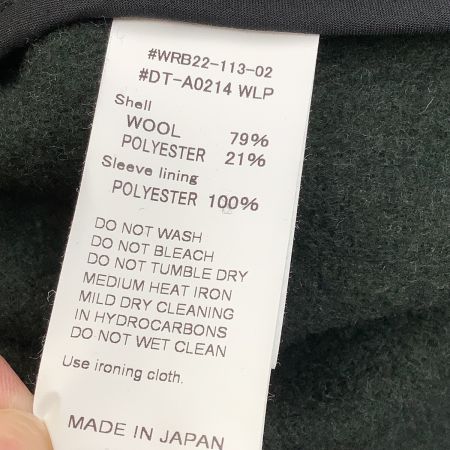 #WRB22-113-02
#DT-A0214 WLP
Shell
WOOL 79%
POLYESTER 21%
Sleeve lining
POLYESTER 100%
DO NOT WASH
DO NOT BLEACH
DO NOT TUMBLE DRY
MEDIUM HEAT IRON
MILD DRY CLEANING
IN HYDROCARBONS
DO NOT WET CLEAN
Use ironing cloth.
MADE IN JAPAN